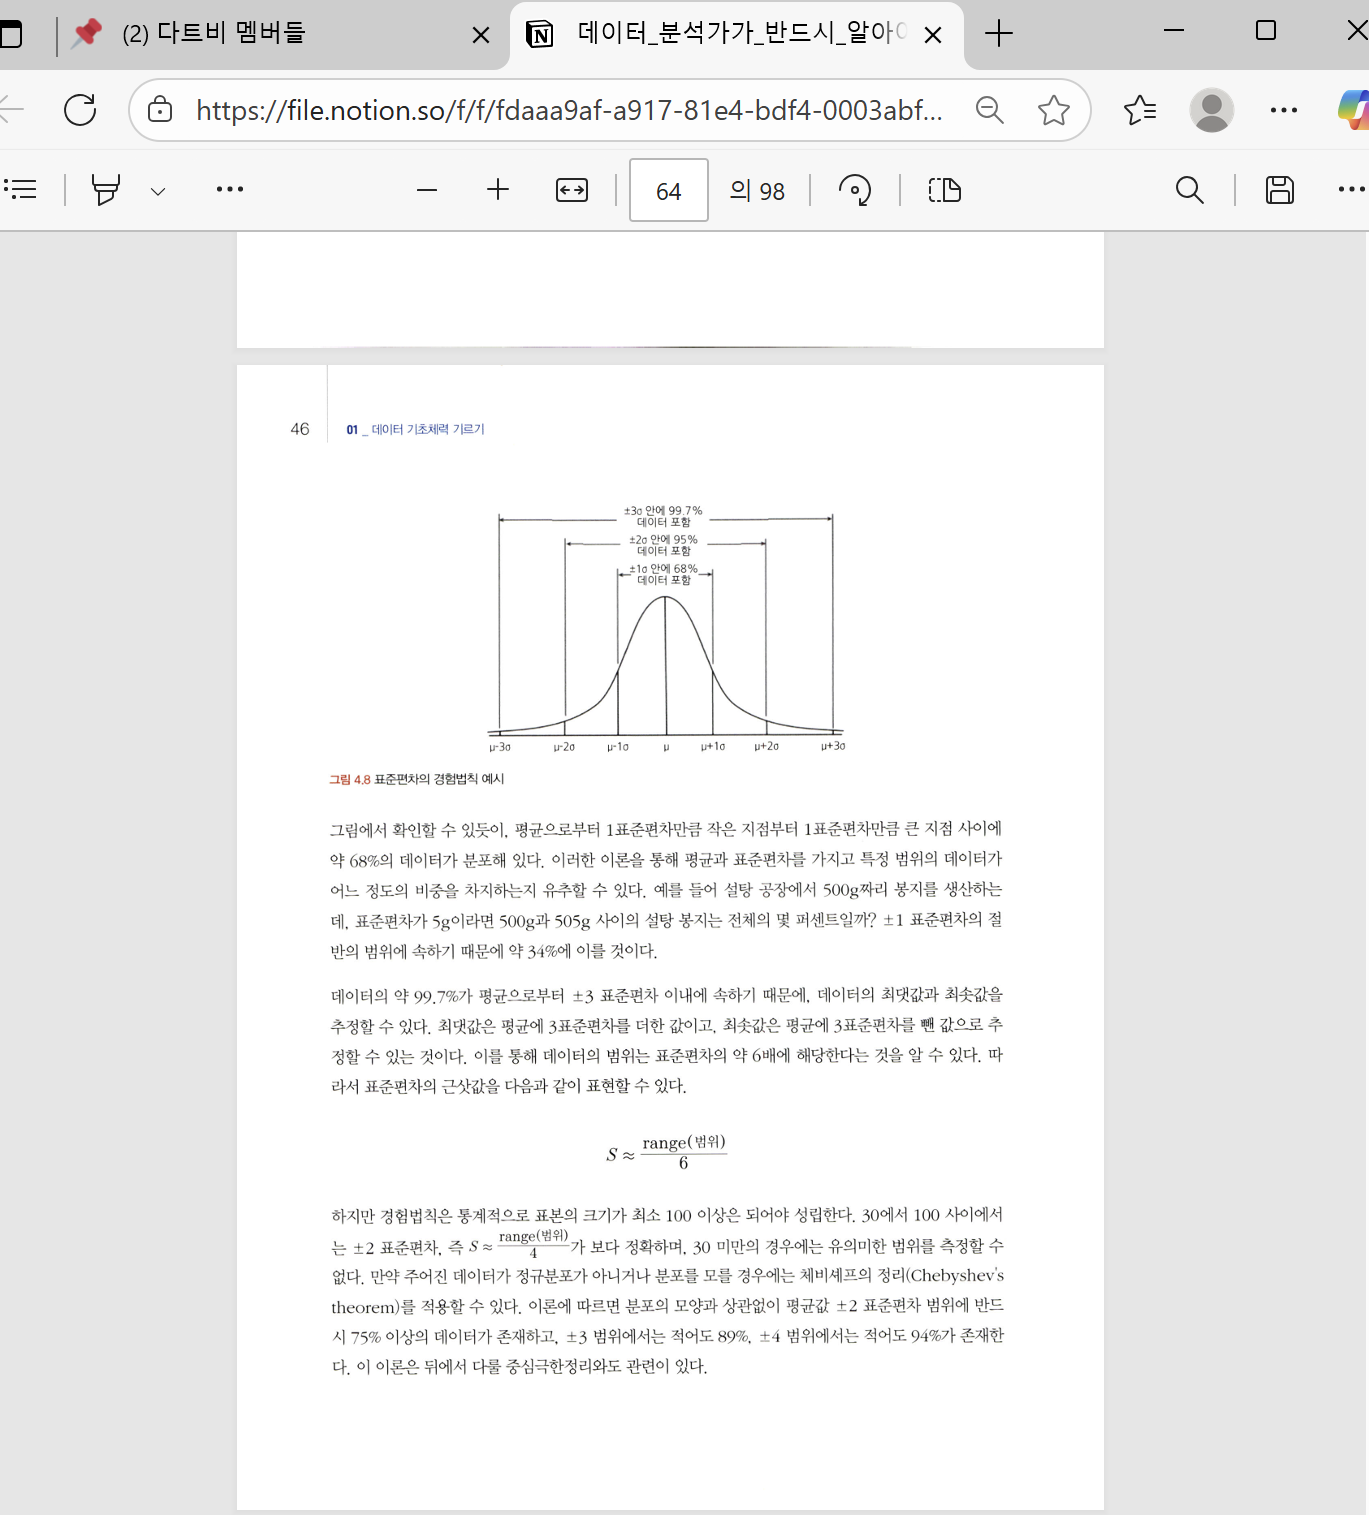 (2) 다트비 멤버들
데이터_분석가가_반드시_알아
https://file.notion.so/f/f/fdaaa9af-a917-81e4-bdf4-0003abf...
64 의 98
46 01 _ 데이터 기초체력 기르기
±3σ 안에 99.7%
데이터 포함
±2σ 안에 95%
데이터 포함
±1σ 안에 68%
데이터 포함
μ-3σ μ-2σ μ-1σ μ μ+1σ μ+2σ μ+3σ
그림 4.8 표준편차의 경험법칙 예시
그림에서 확인할 수 있듯이, 평균으로부터 1표준편차만큼 작은 지점부터 1표준편차만큼 큰 지점 사이에
약 68%의 데이터가 분포해 있다. 이러한 이론을 통해 평균과 표준편차를 가지고 특정 범위의 데이터가
어느 정도의 비중을 차지하는지 유추할 수 있다. 예를 들어 설탕 공장에서 500g짜리 봉지를 생산하는
데, 표준편차가 5g이라면 500g과 505g 사이의 설탕 봉지는 전체의 몇 퍼센트일까? ±1 표준편차의 절
반의 범위에 속하기 때문에 약 34%에 이를 것이다.
데이터의 약 99.7%가 평균으로부터 ±3 표준편차 이내에 속하기 때문에, 데이터의 최댓값과 최솟값을
추정할 수 있다. 최댓값은 평균에 3표준편차를 더한 값이고, 최솟값은 평균에 3표준편차를 뺀 값으로 추
정할 수 있는 것이다. 이를 통해 데이터의 범위는 표준편차의 약 6배에 해당한다는 것을 알 수 있다. 따
라서 표준편차의 근삿값을 다음과 같이 표현할 수 있다.
S ≈ range(범위) / 6
하지만 경험법칙은 통계적으로 표본의 크기가 최소 100 이상은 되어야 성립한다. 30에서 100 사이에서
는 ±2 표준편차, 즉 S ≈ range(범위) / 4 가 보다 정확하며, 30 미만의 경우에는 유의미한 범위를 측정할 수
없다. 만약 주어진 데이터가 정규분포가 아니거나 분포를 모를 경우에는 체비셰프의 정리(Chebyshev's
theorem)를 적용할 수 있다. 이론에 따르면 분포의 모양과 상관없이 평균값 ±2 표준편차 범위에 반드
시 75% 이상의 데이터가 존재하고, ±3 범위에서는 적어도 89%, ±4 범위에서는 적어도 94%가 존재한
다. 이 이론은 뒤에서 다룰 중심극한정리와도 관련이 있다.